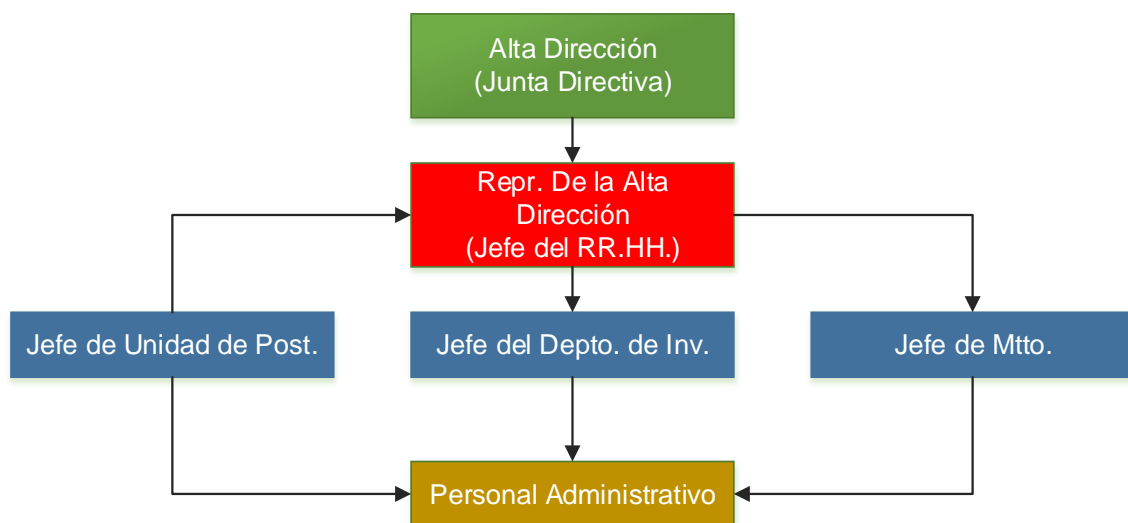 Alta Dirección
(Junta Directiva)
Repr. De la Alta
Dirección
(Jefe del RR.HH.)
Jefe de Unidad de Post.
Jefe del Depto. de Inv.
Jefe de Mtto.
Personal Administrativo